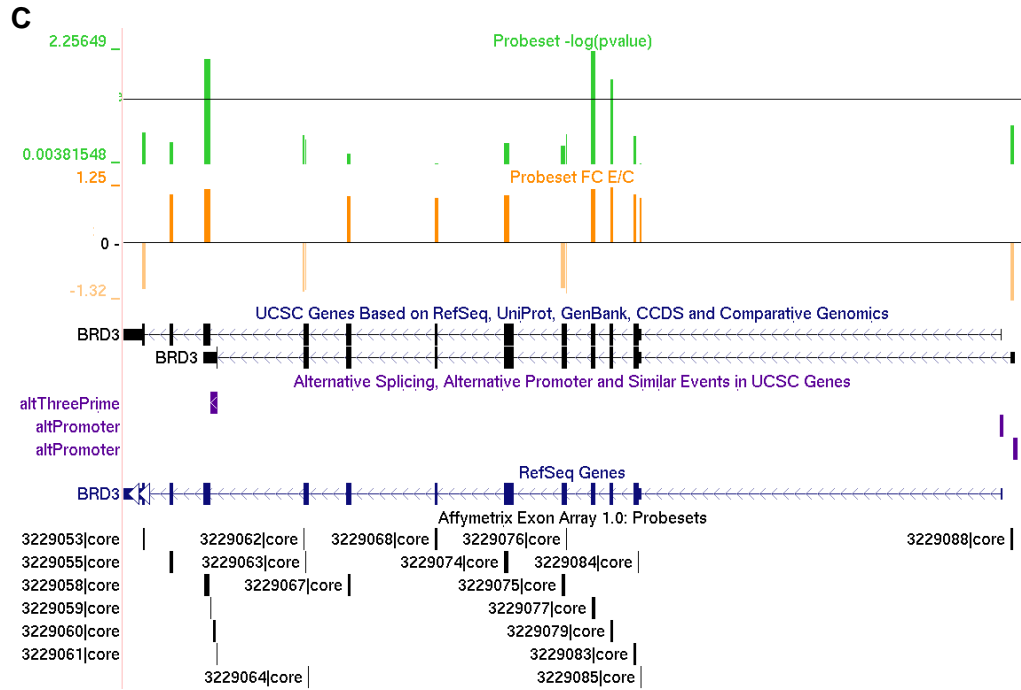 C
2.25649 _
Probeset -log(pvalue)
0.00381548 _
1.25 _
Probeset FC E/C
0 -
-1.32 _
UCSC Genes Based on RefSeq, UniProt, GenBank, CCDS and Comparative Genomics
BRD3
BRD3
Alternative Splicing, Alternative Promoter and Similar Events in UCSC Genes
altThreePrime
altPromoter
altPromoter
RefSeq Genes
BRD3
Affymetrix Exon Array 1.0: Probesets
3229053|core 3229062|core 3229068|core 3229076|core 3229088|core
3229055|core 3229063|core 3229074|core 3229084|core
3229058|core 3229067|core 3229075|core
3229059|core 3229077|core
3229060|core 3229079|core
3229061|core 3229083|core
3229064|core 3229085|core